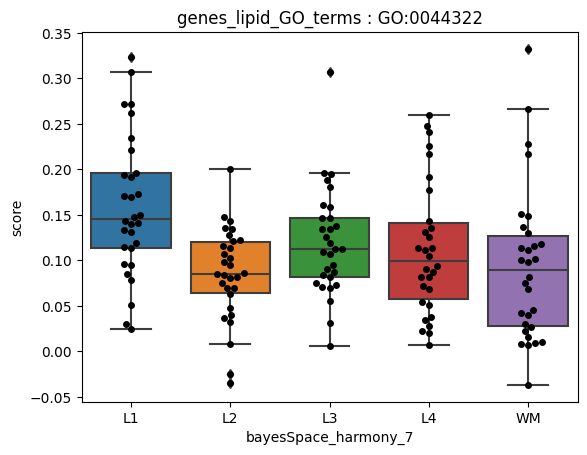 genes_lipid_GO_terms : GO:0044322
0.35
0.30
0.25
0.20
0.15
0.10
0.05
0.00
−0.05
score
L1 L2 L3 L4 WM
bayesSpace_harmony_7